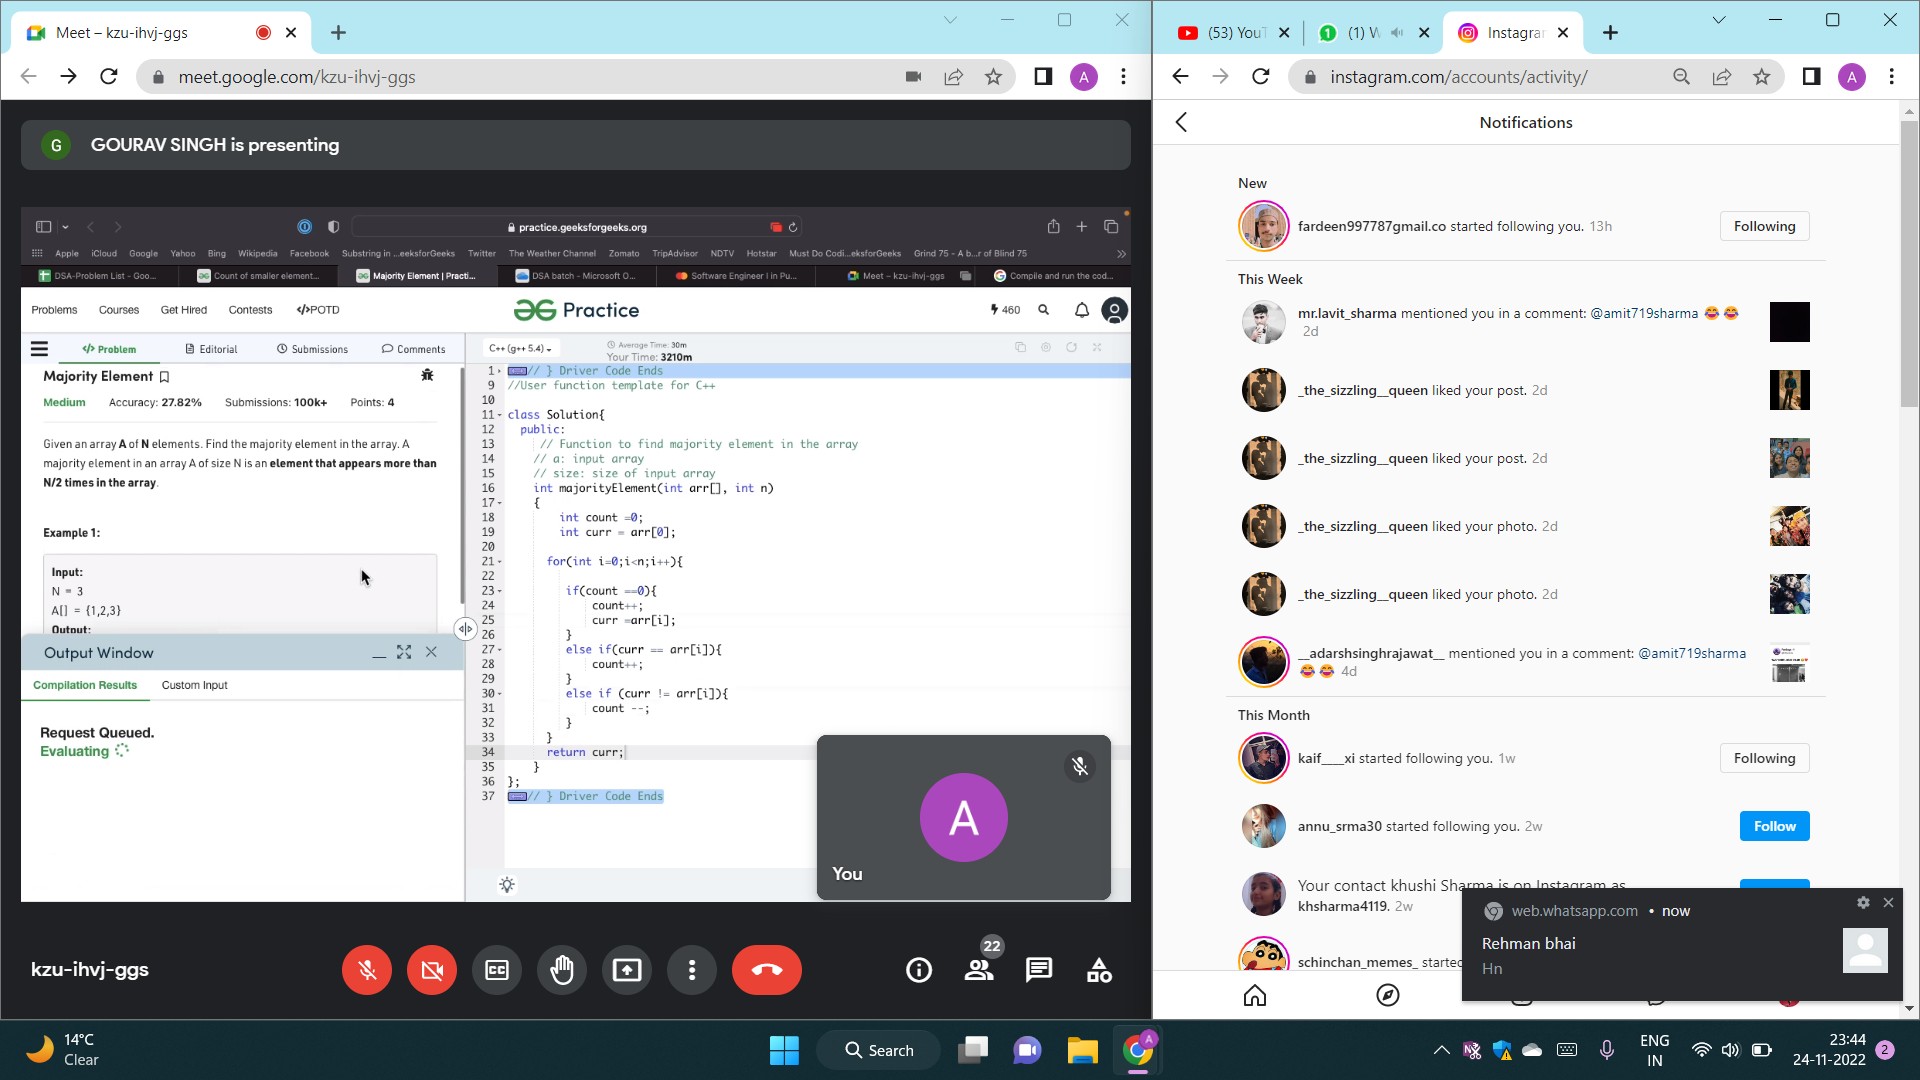 Meet – kzu-ihvj-ggs
meet.google.com/kzu-ihvj-ggs
A
G
GOURAV SINGH is presenting
practice.geeksforgeeks.org
Apple iCloud Google Yahoo Bing Wikipedia Facebook Substring in ...eeksforGeeks Twitter The Weather Channel Zomato TripAdvisor NDTV Hotstar Must Do Codi...eksforGeeks Grind 75 - A b...r of Blind 75
DSA-Problem List - Goo... Count of smaller element... Majority Element | Practi... DSA batch - Microsoft O... Software Engineer I in Pu... Meet – kzu-ihvj-ggs Compile and run the cod...
Problems Courses Get Hired Contests </>POTD
Practice
460
</> Problem Editorial Submissions Comments
C++ (g++ 5.4)
Average Time: 30m
Your Time: 3210m
Majority Element
Medium Accuracy: 27.82% Submissions: 100k+ Points: 4
Given an array A of N elements. Find the majority element in the array. A
majority element in an array A of size N is an element that appears more than
N/2 times in the array.
Example 1:
Input:
N = 3
A[] = {1,2,3}
Output:
Output Window
Compilation Results Custom Input
Request Queued.
Evaluating
1 // } Driver Code Ends
9 //User function template for C++
10
11 class Solution{
12 public:
13 // Function to find majority element in the array
14 // a: input array
15 // size: size of input array
16 int majorityElement(int arr[], int n)
17 {
18 int count =0;
19 int curr = arr[0];
20
21 for(int i=0;i<n;i++){
22
23 if(count ==0){
24 count++;
25 curr =arr[i];
26 }
27 else if(curr == arr[i]){
28 count++;
29 }
30 else if (curr != arr[i]){
31 count --;
32 }
33 }
34 return curr;
35 }
36 };
37 // } Driver Code Ends
A
You
kzu-ihvj-ggs
CC
22
(53) YouT
1 (1) W
Instagram
instagram.com/accounts/activity/
A
Notifications
New
fardeen997787gmail.co started following you. 13h
Following
This Week
mr.lavit_sharma mentioned you in a comment: @amit719sharma 😂 😂
2d
_the_sizzling__queen liked your post. 2d
_the_sizzling__queen liked your post. 2d
_the_sizzling__queen liked your photo. 2d
_the_sizzling__queen liked your photo. 2d
__adarshsinghrajawat__ mentioned you in a comment: @amit719sharma
😂 😂 4d
This Month
kaif____xi started following you. 1w
Following
annu_srma30 started following you. 2w
Follow
Your contact khushi Sharma is on Instagram as
khsharma4119. 2w
schinchan_memes_ started
web.whatsapp.com • now
Rehman bhai
Hn
14°C
Clear
Search
A
ENG
IN
23:44
24-11-2022
2